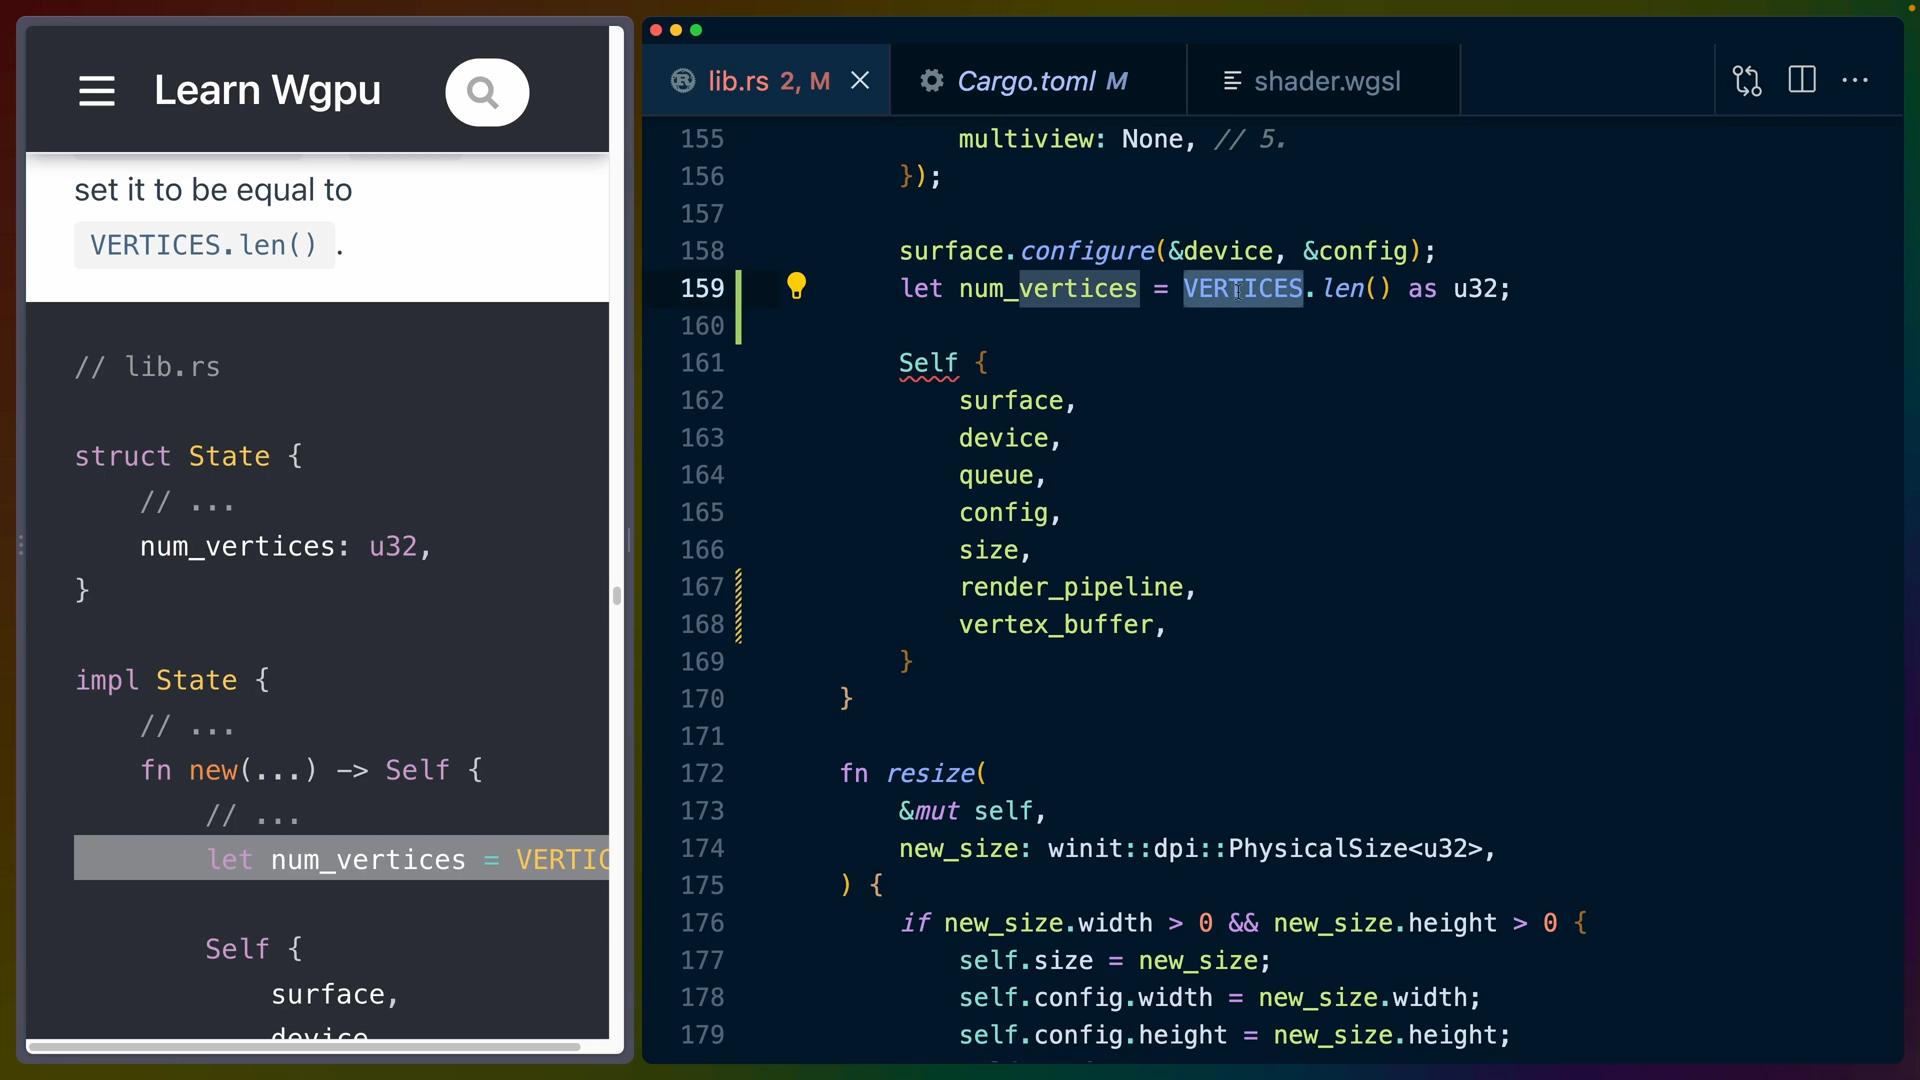 Learn Wgpu
set it to be equal to
VERTICES.len() .
// lib.rs
struct State {
// ...
num_vertices: u32,
}
impl State {
// ...
fn new(...) -> Self {
// ...
let num_vertices = VERTIC
Self {
surface,
device
lib.rs 2, M
Cargo.toml M
shader.wgsl
155 multiview: None, // 5.
156 });
157
158 surface.configure(&device, &config);
159 let num_vertices = VERTICES.len() as u32;
160
161 Self {
162 surface,
163 device,
164 queue,
165 config,
166 size,
167 render_pipeline,
168 vertex_buffer,
169 }
170 }
171
172 fn resize(
173 &mut self,
174 new_size: winit::dpi::PhysicalSize<u32>,
175 ) {
176 if new_size.width > 0 && new_size.height > 0 {
177 self.size = new_size;
178 self.config.width = new_size.width;
179 self.config.height = new_size.height;